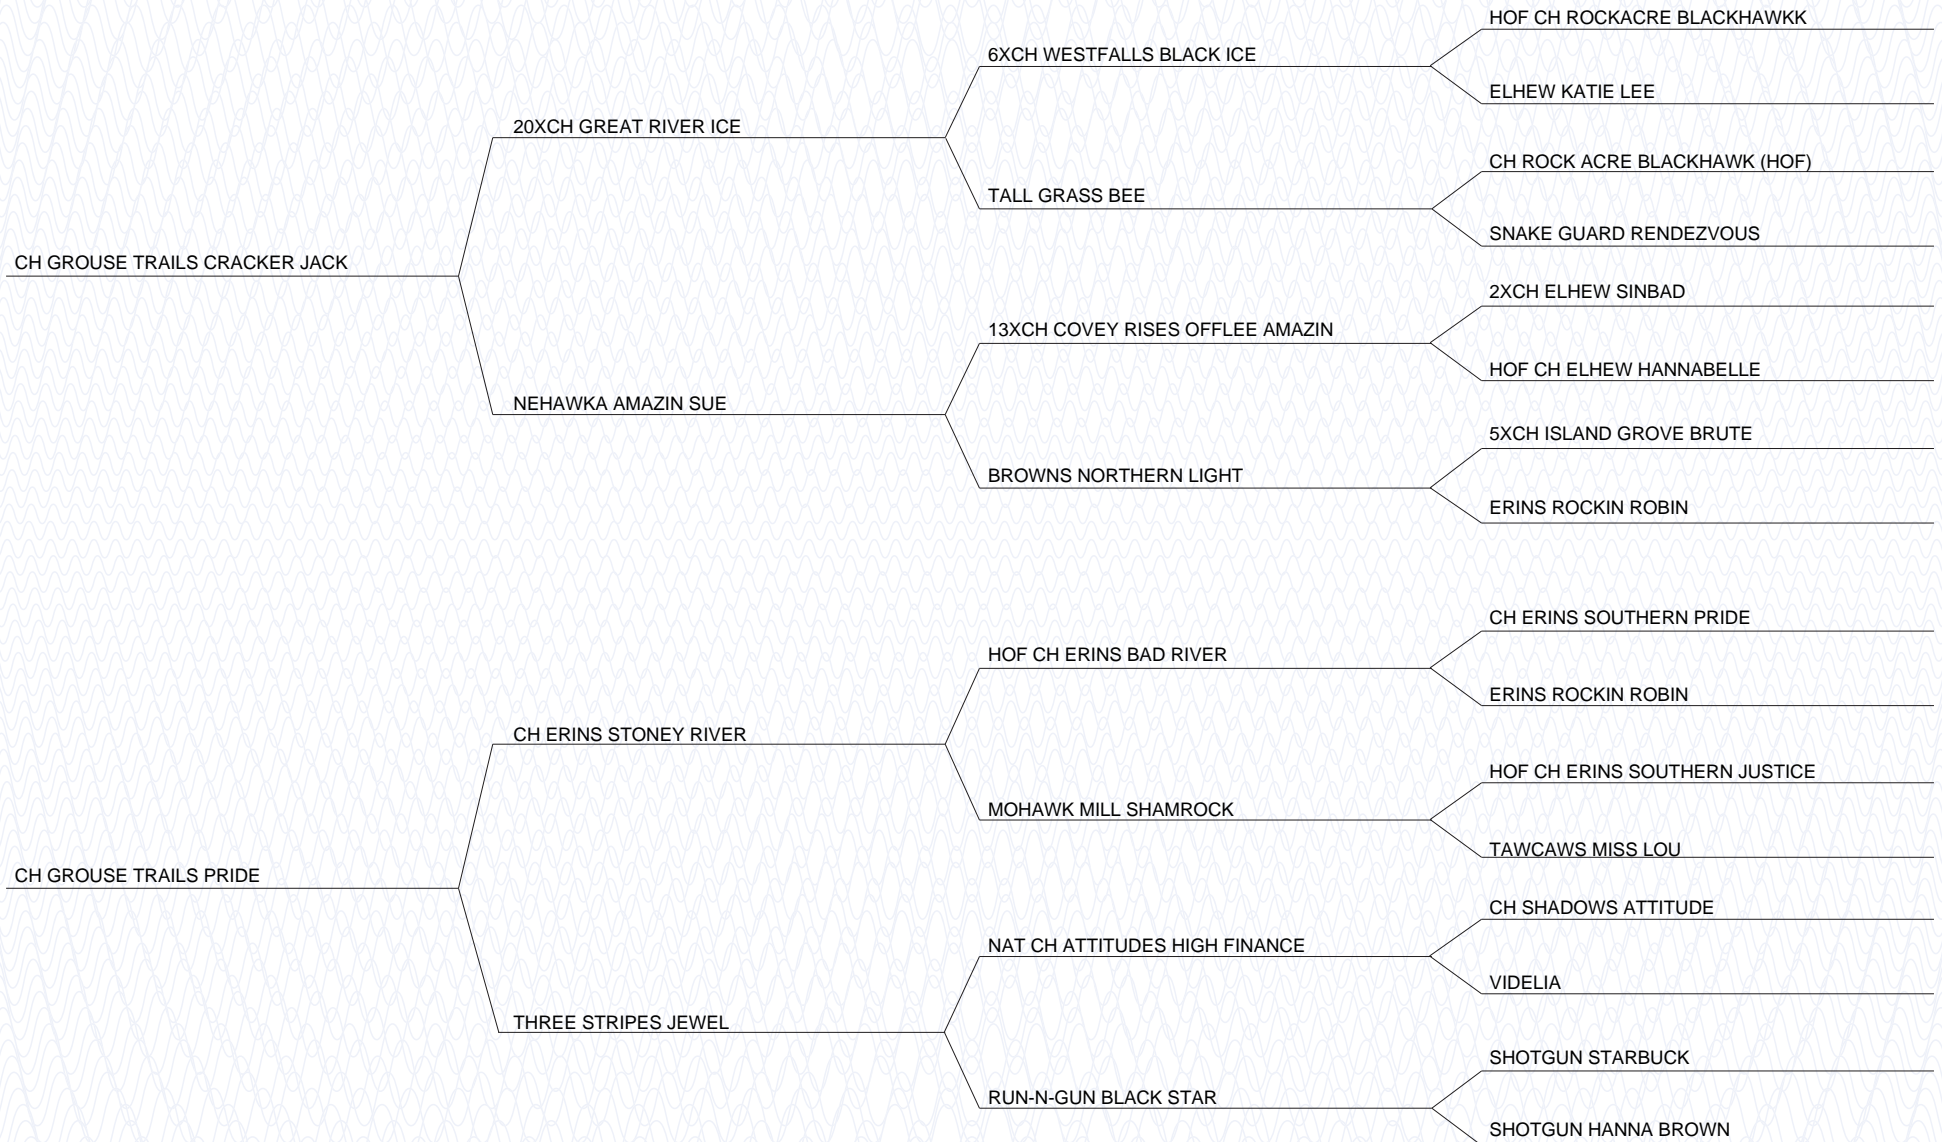 HOF CH ROCKACRE BLACKHAWKK
6XCH WESTFALLS BLACK ICE
ELHEW KATIE LEE
20XCH GREAT RIVER ICE
CH ROCK ACRE BLACKHAWK (HOF)
TALL GRASS BEE
SNAKE GUARD RENDEZVOUS
CH GROUSE TRAILS CRACKER JACK
2XCH ELHEW SINBAD
13XCH COVEY RISES OFFLEE AMAZIN
HOF CH ELHEW HANNABELLE
NEHAWKA AMAZIN SUE
5XCH ISLAND GROVE BRUTE
BROWNS NORTHERN LIGHT
ERINS ROCKIN ROBIN
CH ERINS SOUTHERN PRIDE
HOF CH ERINS BAD RIVER
ERINS ROCKIN ROBIN
CH ERINS STONEY RIVER
HOF CH ERINS SOUTHERN JUSTICE
MOHAWK MILL SHAMROCK
TAWCAWS MISS LOU
CH GROUSE TRAILS PRIDE
CH SHADOWS ATTITUDE
NAT CH ATTITUDES HIGH FINANCE
VIDELIA
THREE STRIPES JEWEL
SHOTGUN STARBUCK
RUN-N-GUN BLACK STAR
SHOTGUN HANNA BROWN